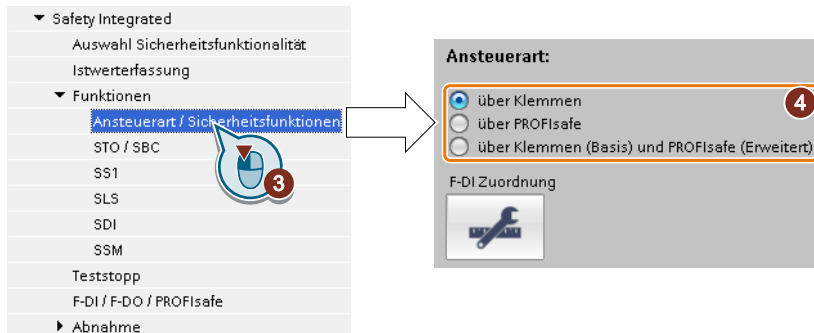 Safety Integrated
Auswahl Sicherheitsfunktionalität
Istwerterfassung
Funktionen
Ansteuerart / Sicherheitsfunktionen
STO / SBC
SS1
SLS
SDI
SSM
Teststopp
F-DI / F-DO / PROFIsafe
Abnahme
3
Ansteuerart:
über Klemmen
4
über PROFIsafe
über Klemmen (Basis) und PROFIsafe (Erweitert)
F-DI Zuordnung